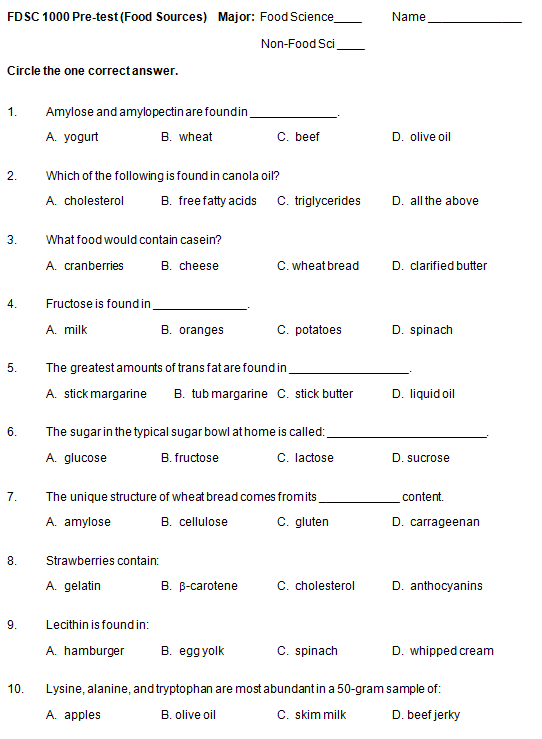 FDSC 1000 Pre-test (Food Sources) Major: Food Science____ Name ______________
Non-Food Sci ____
Circle the one correct answer.
1. Amylose and amylopectin are found in _____________.
A. yogurt B. wheat C. beef D. olive oil
2. Which of the following is found in canola oil?
A. cholesterol B. free fatty acids C. triglycerides D. all the above
3. What food would contain casein?
A. cranberries B. cheese C. wheat bread D. clarified butter
4. Fructose is found in ______________.
A. milk B. oranges C. potatoes D. spinach
5. The greatest amounts of trans fat are found in __________________.
A. stick margarine B. tub margarine C. stick butter D. liquid oil
6. The sugar in the typical sugar bowl at home is called: ________________________.
A. glucose B. fructose C. lactose D. sucrose
7. The unique structure of wheat bread comes from its ____________ content.
A. amylose B. cellulose C. gluten D. carrageenan
8. Strawberries contain:
A. gelatin B. β-carotene C. cholesterol D. anthocyanins
9. Lecithin is found in:
A. hamburger B. egg yolk C. spinach D. whipped cream
10. Lysine, alanine, and tryptophan are most abundant in a 50-gram sample of:
A. apples B. olive oil C. skim milk D. beef jerky